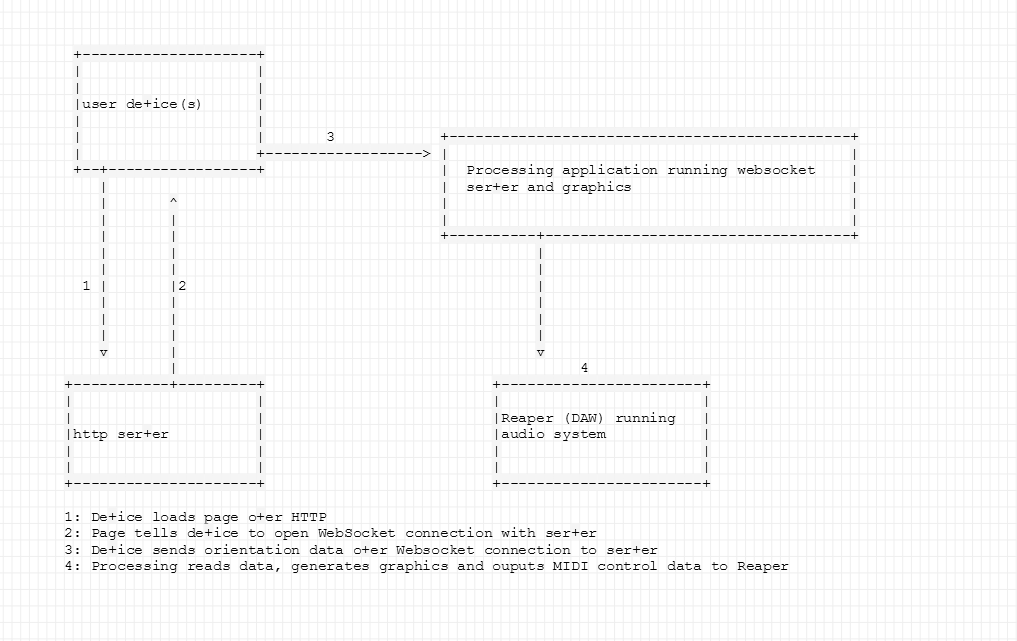 user de+ice(s)
3
Processing application running websocket
ser+er and graphics
1
2
4
Reaper (DAW) running
audio system
http ser+er
1: De+ice loads page o+er HTTP
2: Page tells de+ice to open WebSocket connection with ser+er
3: De+ice sends orientation data o+er Websocket connection to ser+er
4: Processing reads data, generates graphics and ouputs MIDI control data to Reaper